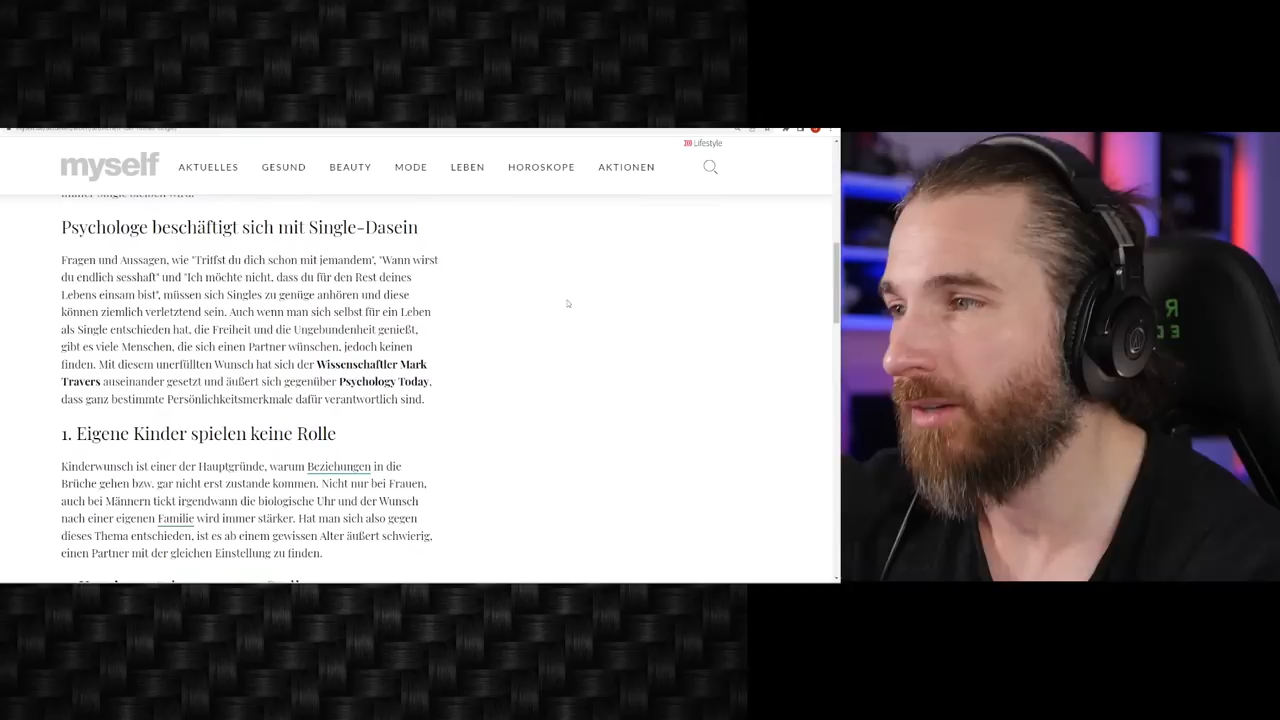 Lifestyle
myself AKTUELLES GESUND BEAUTY MODE LEBEN HOROSKOPE AKTIONEN
immer Single bleiben wird.
Psychologe beschäftigt sich mit Single-Dasein
Fragen und Aussagen, wie "Triffst du dich schon mit jemandem", "Wann wirst
du endlich sesshaft" und "Ich möchte nicht, dass du für den Rest deines
Lebens einsam bist", müssen sich Singles zu genüge anhören und diese
können ziemlich verletztend sein. Auch wenn man sich selbst für ein Leben
als Single entschieden hat, die Freiheit und die Ungebundenheit genießt,
gibt es viele Menschen, die sich einen Partner wünschen, jedoch keinen
finden. Mit diesem unerfüllten Wunsch hat sich der Wissenschaftler Mark
Travers auseinander gesetzt und äußert sich gegenüber Psychology Today,
dass ganz bestimmte Persönlichkeitsmerkmale dafür verantwortlich sind.
1. Eigene Kinder spielen keine Rolle
Kinderwunsch ist einer der Hauptgründe, warum Beziehungen in die
Brüche gehen bzw. gar nicht erst zustande kommen. Nicht nur bei Frauen,
auch bei Männern tickt irgendwann die biologische Uhr und der Wunsch
nach einer eigenen Familie wird immer stärker. Hat man sich also gegen
dieses Thema entschieden, ist es ab einem gewissen Alter äußert schwierig,
einen Partner mit der gleichen Einstellung zu finden.